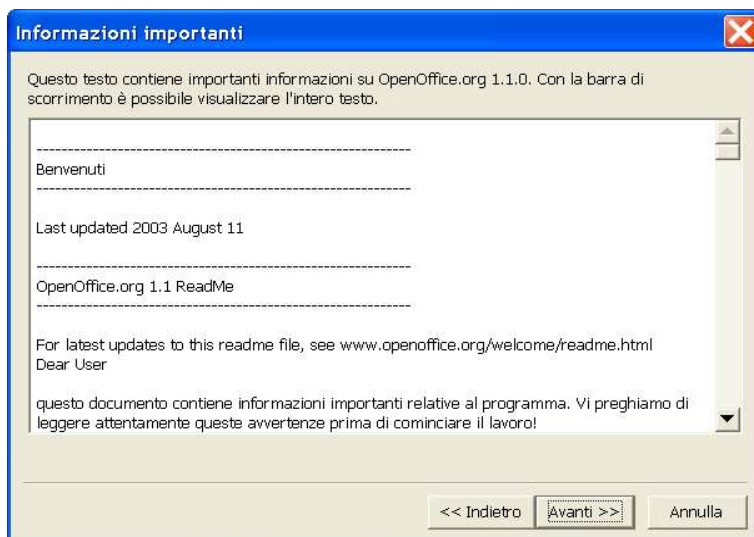 Informazioni importanti
Questo testo contiene importanti informazioni su OpenOffice.org 1.1.0. Con la barra di
scorrimento è possibile visualizzare l'intero testo.
------------------------------------------------------------
Benvenuti
------------------------------------------------------------
Last updated 2003 August 11
------------------------------------------------------------
OpenOffice.org 1.1 ReadMe
------------------------------------------------------------
For latest updates to this readme file, see www.openoffice.org/welcome/readme.html
Dear User
questo documento contiene informazioni importanti relative al programma. Vi preghiamo di
leggere attentamente queste avvertenze prima di cominciare il lavoro!
<< Indietro Avanti >> Annulla